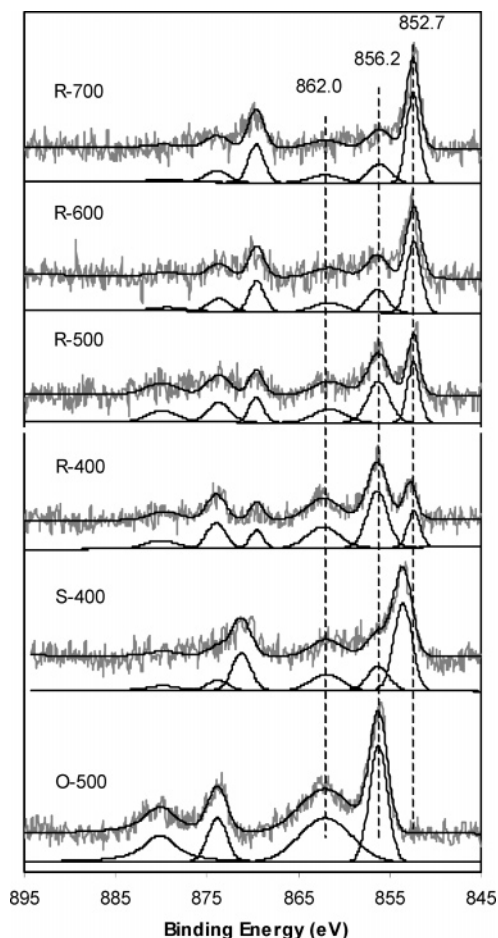 852.7
856.2
862.0
R-700
R-600
R-500
R-400
S-400
O-500
895 885 875 865 855 845
Binding Energy (eV)